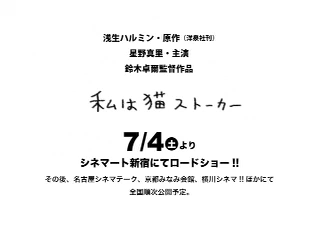 浅生ハルミン・原作（洋泉社刊）
星野真里・主演
鈴木卓爾監督作品
私は猫ストーカー
7/4土より
シネマート新宿にてロードショー!!
その後、名古屋シネマテーク、京都みなみ会館、横川シネマ!!ほかにて
全国順次公開予定。